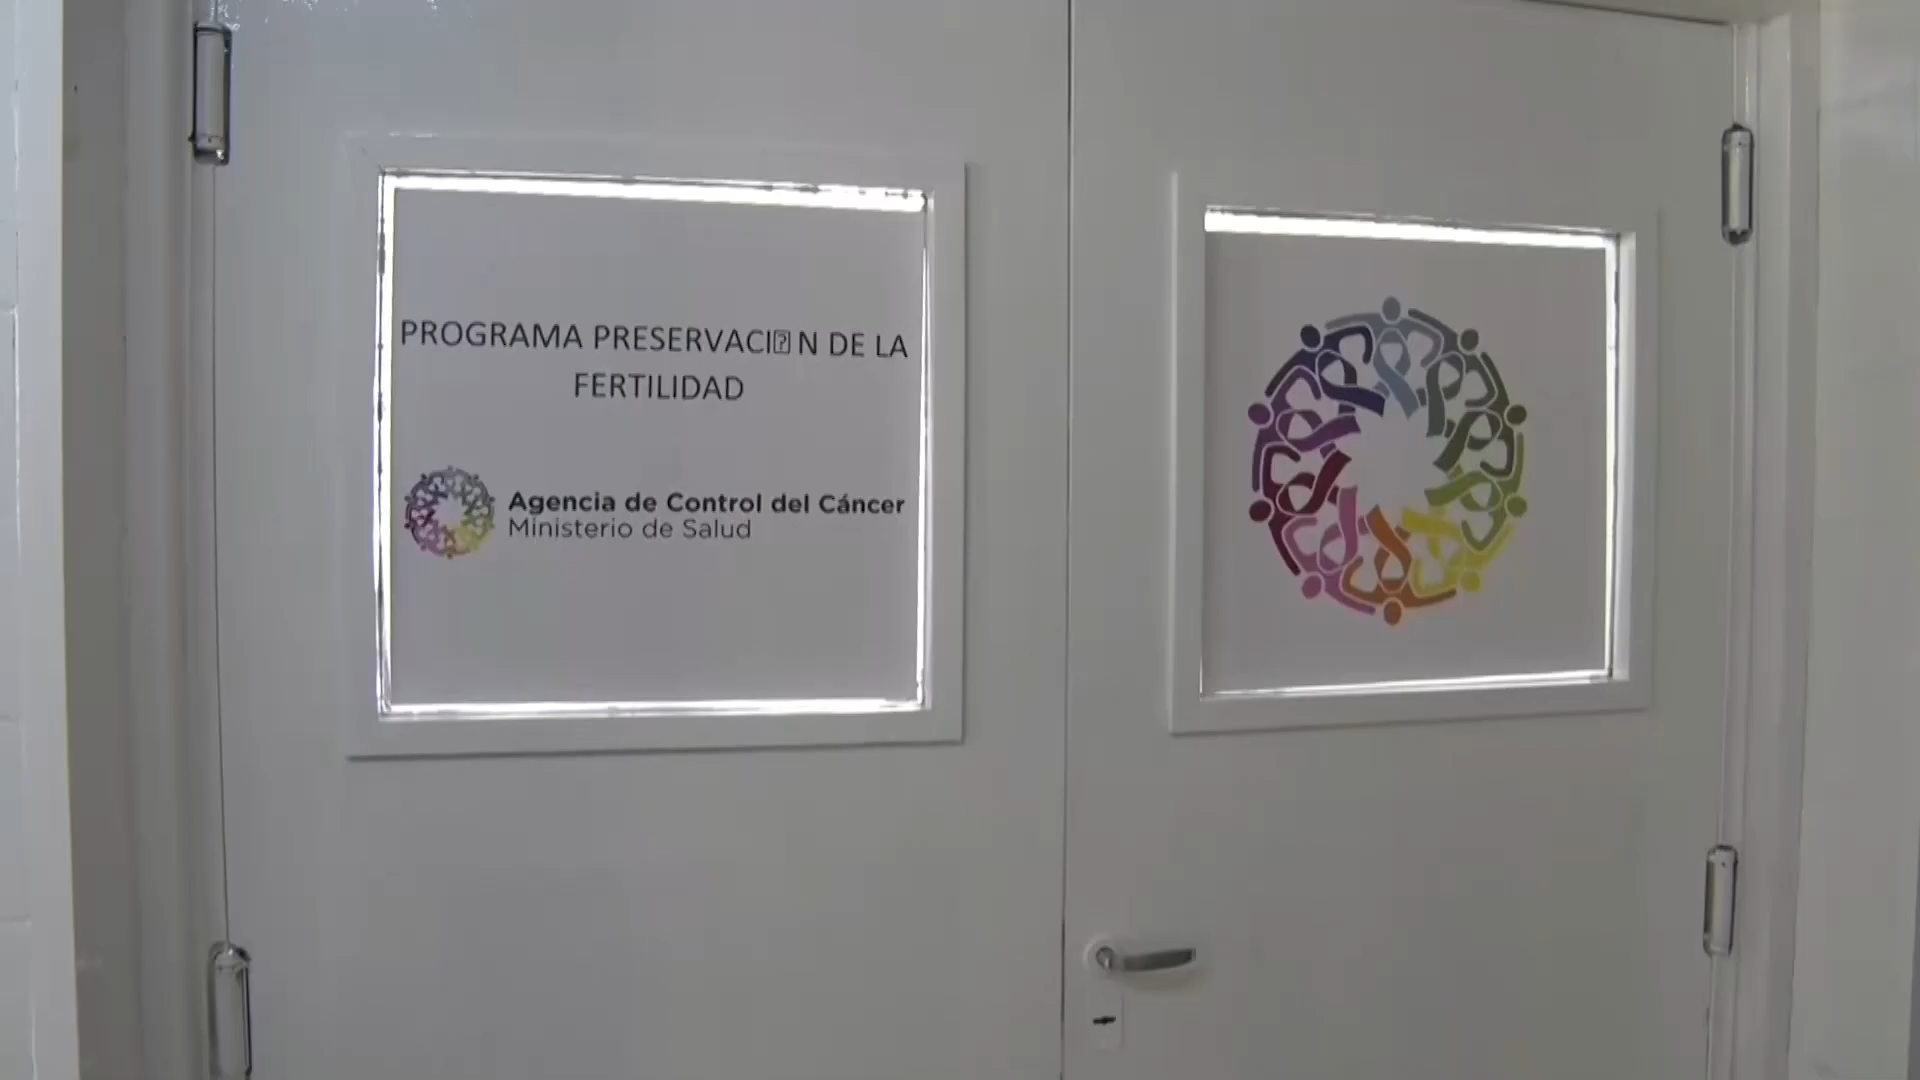 PROGRAMA PRESERVACI⍰N DE LA
FERTILIDAD
Agencia de Control del Cáncer
Ministerio de Salud